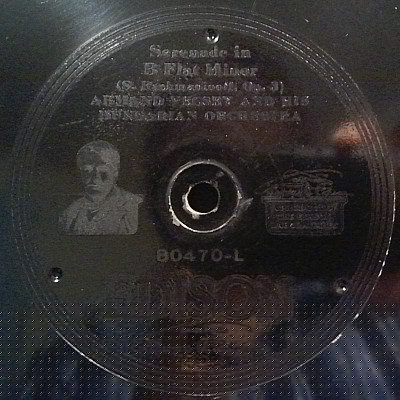 Serenade in
B Flat Minor
(S. Rachmaninoff, Op. 3)
ARMAND VECSEY AND HIS
HUNGARIAN ORCHESTRA
80470-L
EDISON